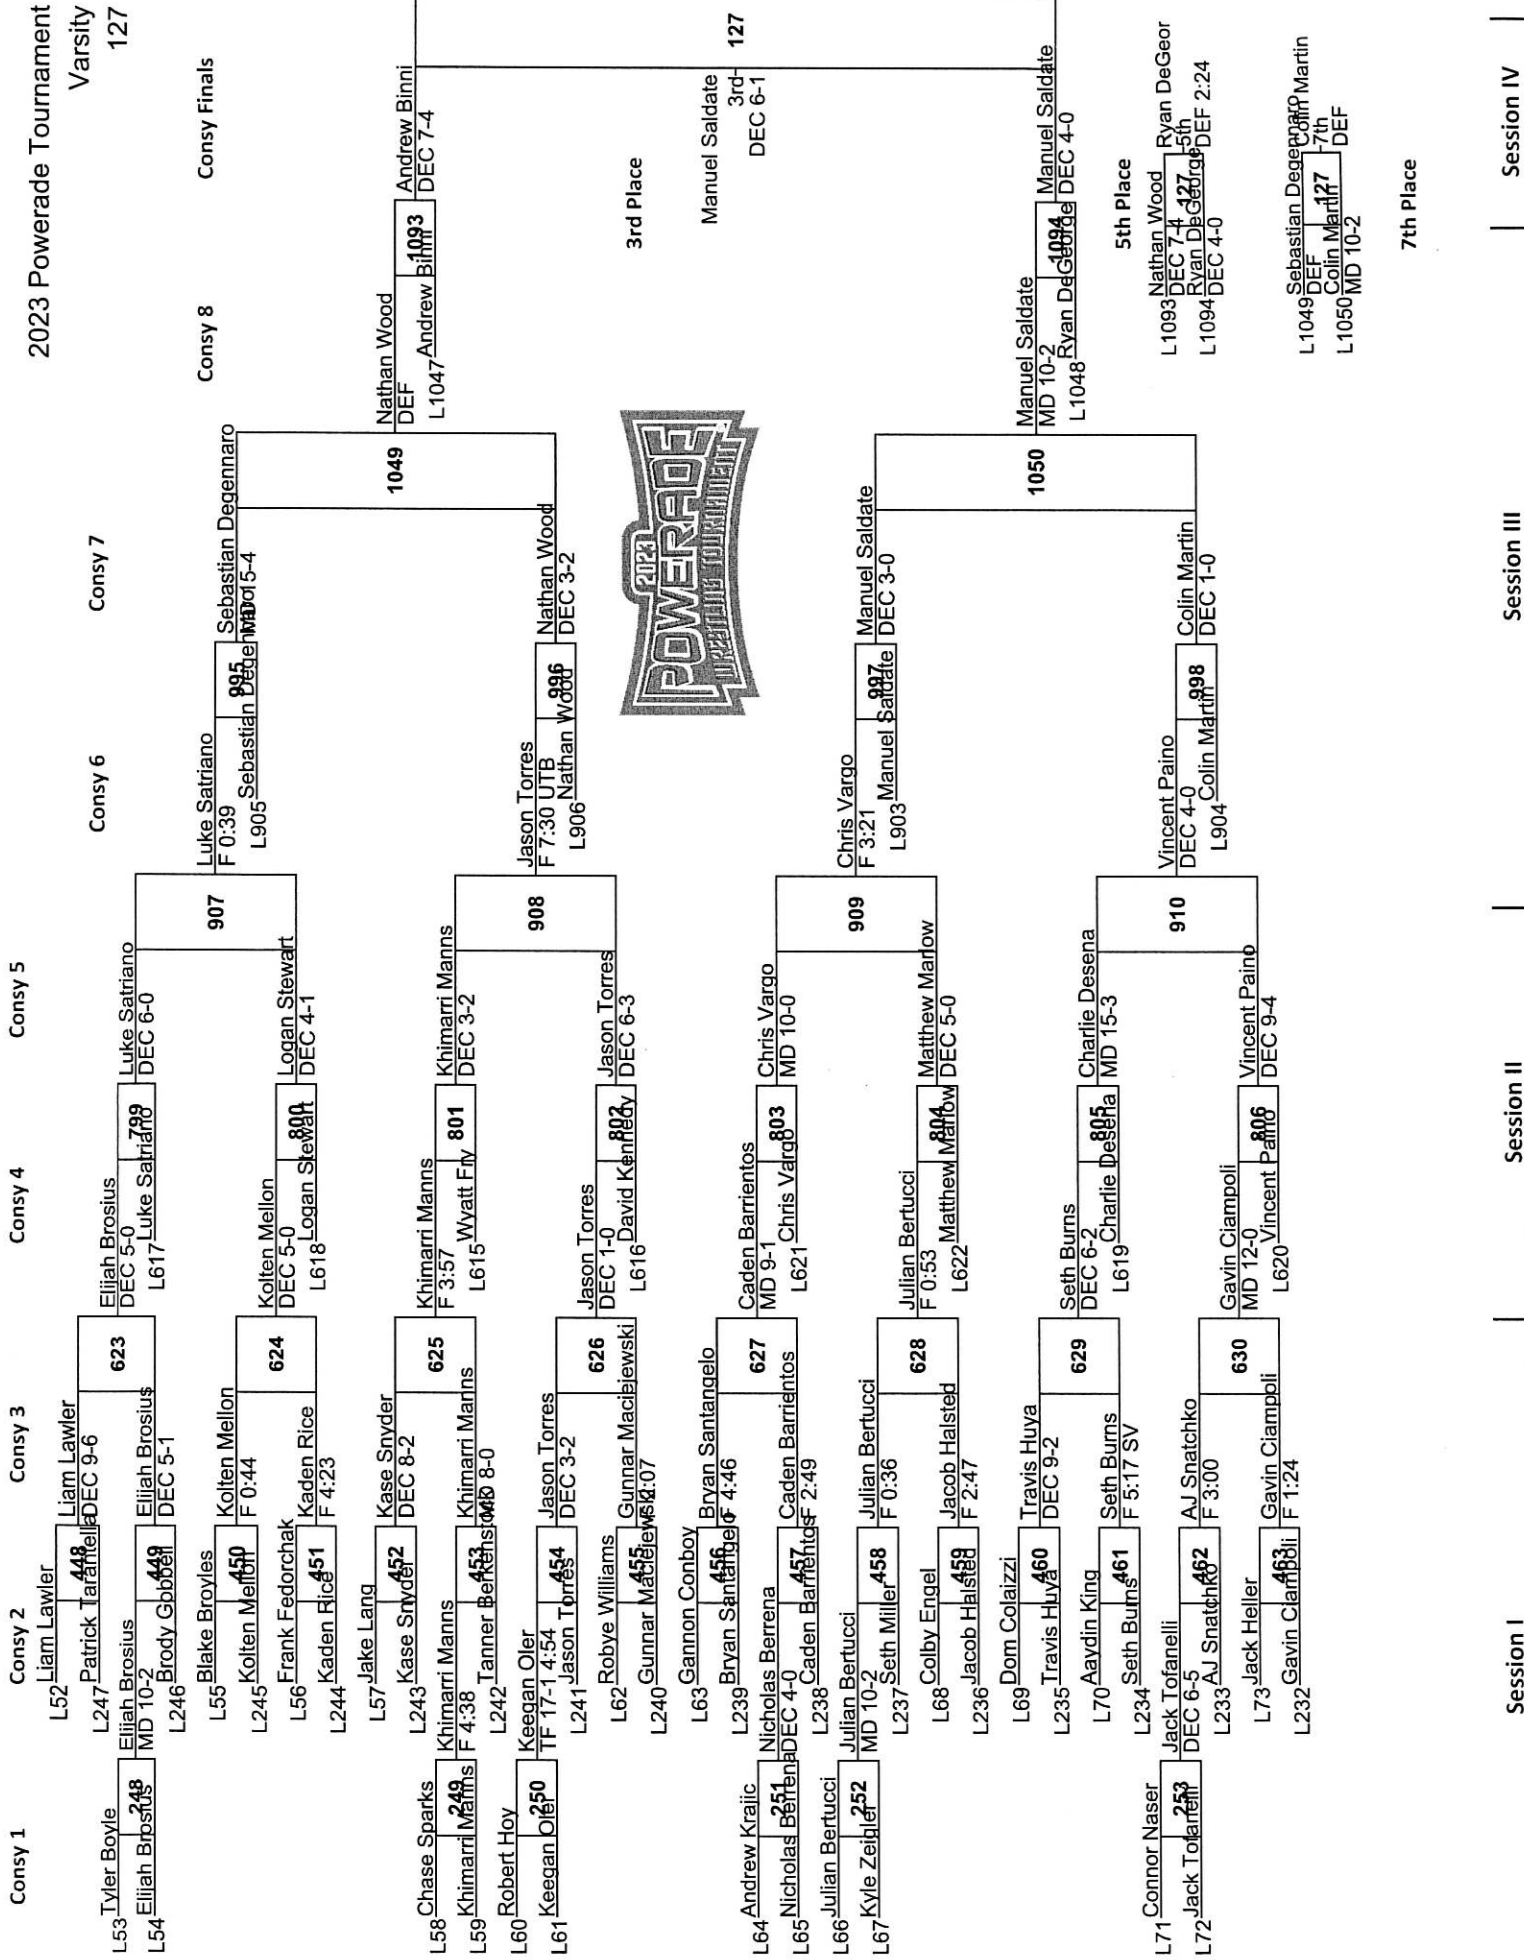 2023 Powerade Tournament
Varsity
127
Consy 1
Consy 2
Consy 3
Consy 4
Consy 5
Consy 6
Consy 7
Consy 8
Consy Finals
L53 Tyler Boyle
248
L54 Elijah Brosius
L58 Chase Sparks
249
L59 Khimarri Manns
L60 Robert Hoy
250
L61 Keegan Oler
L64 Andrew Krajic
251
L65 Nicholas Berrena
L66 Julian Bertucci
252
L67 Kyle Zeigler
L71 Connor Naser
253
L72 Jack Tofanelli
L52 Liam Lawler
448
L247 Patrick Tarantella
Elijah Brosius
MD 10-2
449
L246 Brody Gobbell
L55 Blake Broyles
450
L245 Kolten Mellon
L56 Frank Fedorchak
451
L244 Kaden Rice
L57 Jake Lang
452
L243 Kase Snyder
Khimarri Manns
F 4:38
453
L242 Tanner Berkenstock
Keegan Oler
TF 17-1 4:54
454
L241 Jason Torres
L62 Robye Williams
455
L240 Gunnar Maciejewski
L63 Gannon Conboy
456
L239 Bryan Santangelo
Nicholas Berrena
DEC 4-0
457
L238 Caden Barrientos
Julian Bertucci
MD 10-2
458
L237 Seth Miller
L68 Colby Engel
459
L236 Jacob Halsted
L69 Dom Colaizzi
460
L235 Travis Huya
L70 Aaydin King
461
L234 Seth Burns
Jack Tofanelli
DEC 6-5
462
L233 AJ Snatchko
L73 Jack Heller
463
L232 Gavin Ciampoli
Liam Lawler
DEC 9-6
623
Elijah Brosius
DEC 5-1
Kolten Mellon
F 0:44
624
Kaden Rice
F 4:23
Kase Snyder
DEC 8-2
625
Khimarri Manns
MD 8-0
Jason Torres
DEC 3-2
626
Gunnar Maciejewski
F 2:07
Bryan Santangelo
F 4:46
627
Caden Barrientos
F 2:49
Julian Bertucci
F 0:36
628
Jacob Halsted
F 2:47
Travis Huya
DEC 9-2
629
Seth Burns
F 5:17 SV
AJ Snatchko
F 3:00
630
Gavin Ciampoli
F 1:24
Elijah Brosius
DEC 5-0
799
L617 Luke Satriano
Kolten Mellon
DEC 5-0
800
L618 Logan Stewart
Khimarri Manns
F 3:57
801
L615 Wyatt Fry
Jason Torres
DEC 1-0
802
L616 David Kennedy
Caden Barrientos
MD 9-1
803
L621 Chris Vargo
Julian Bertucci
F 0:53
804
L622 Matthew Marlow
Seth Burns
DEC 6-2
805
L619 Charlie Desena
Gavin Ciampoli
MD 12-0
806
L620 Vincent Paino
Luke Satriano
DEC 6-0
907
Logan Stewart
DEC 4-1
Khimarri Manns
DEC 3-2
908
Jason Torres
DEC 6-3
Chris Vargo
MD 10-0
909
Matthew Marlow
DEC 5-0
Charlie Desena
MD 15-3
910
Vincent Paino
DEC 9-4
Luke Satriano
F 0:39
995
L905 Sebastian Degennaro
Jason Torres
F 7:30 UTB
996
L906 Nathan Wood
Chris Vargo
F 3:21
997
L903 Manuel Saldate
Vincent Paino
DEC 4-0
998
L904 Colin Martin
Sebastian Degennaro
MD 15-4
1049
Nathan Wood
DEC 3-2
Manuel Saldate
DEC 3-0
1050
Colin Martin
DEC 1-0
Nathan Wood
DEF
1093
L1047 Andrew Binni
Manuel Saldate
MD 10-2
1094
L1048 Ryan DeGeorge
Andrew Binni
DEC 7-4
127
Manuel Saldate
DEC 4-0
Manuel Saldate
3rd
DEC 6-1
3rd Place
5th Place
L1093 Nathan Wood
DEC 7-4
127
L1094 Ryan DeGeorge
DEC 4-0
Ryan DeGeor
5th
DEF 2:24
L1049 Sebastian Degennaro
DEF
127
L1050 Colin Martin
MD 10-2
Colin Martin
7th
DEF
7th Place
2023
POWERADE
WRESTLING TOURNAMENT
Session I
Session II
Session III
Session IV